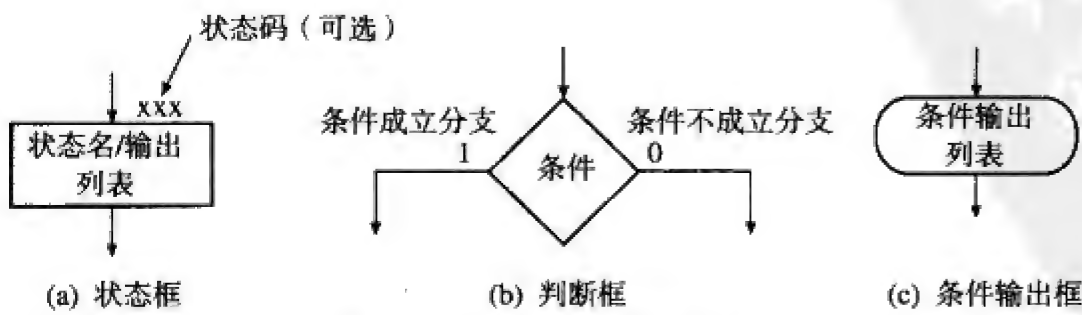 状态码（可选）
xxx
状态名/输出
列表
(a) 状态框
条件成立分支
1
条件不成立分支
0
条件
(b) 判断框
条件输出
列表
(c) 条件输出框